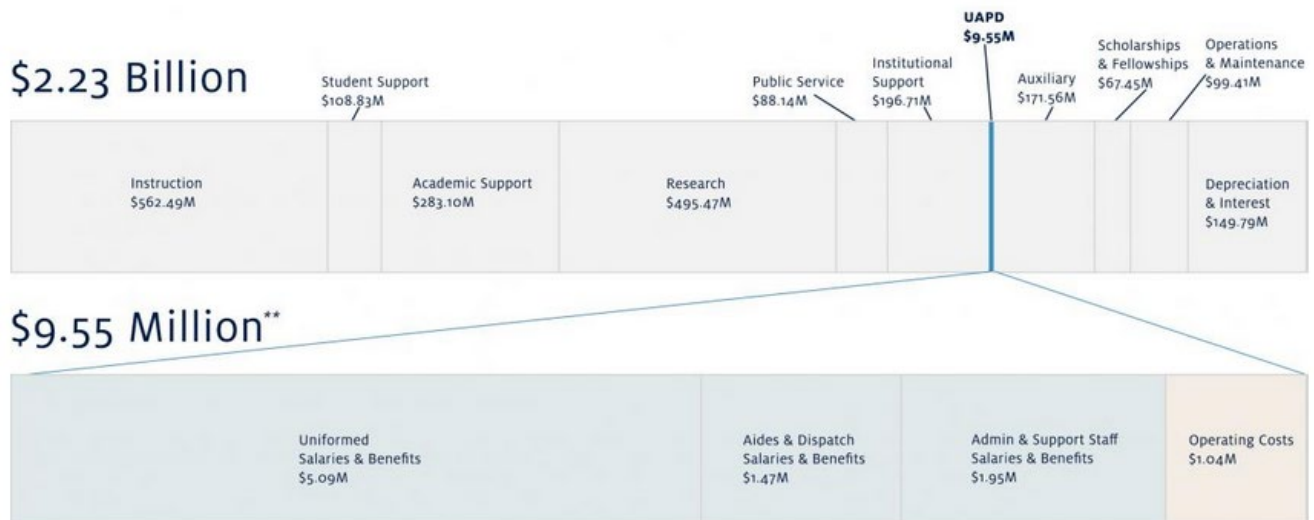 $2.23 Billion
Student Support
$108.83M
Public Service
$88.14M
Institutional
Support
$196.71M
UAPD
$9.55M
Auxiliary
$171.56M
Scholarships
& Fellowships
$67.45M
Operations
& Maintenance
$99.41M
Instruction
$562.49M
Academic Support
$283.10M
Research
$495.47M
Depreciation
& Interest
$149.79M
$9.55 Million**
Uniformed
Salaries & Benefits
$5.09M
Aides & Dispatch
Salaries & Benefits
$1.47M
Admin & Support Staff
Salaries & Benefits
$1.95M
Operating Costs
$1.04M